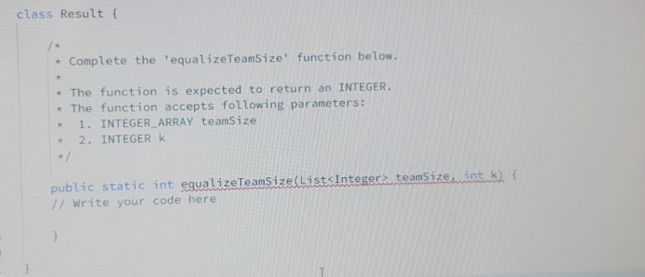 class Result {
/*
* Complete the 'equalizeTeamSize' function below.
*
* The function is expected to return an INTEGER.
* The function accepts following parameters:
* 1. INTEGER_ARRAY teamSize
* 2. INTEGER k
*/
public static int equalizeTeamSize(List<Integer> teamSize, int k) {
// Write your code here
}
}